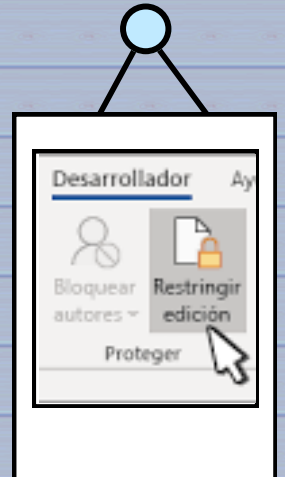 Desarrollador
Bloquear
autores
Restringir
edición
Proteger